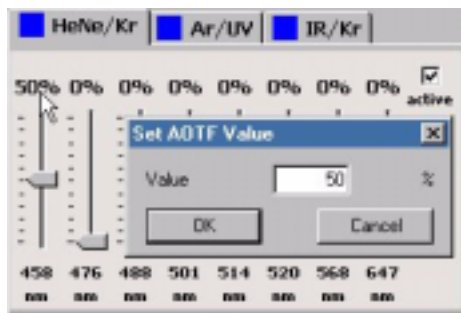 HeNe/Kr Ar/UV IR/Kr
50% 0% 0% 0% 0% 0% 0% 0% active
Set AOTF Value
Value 50 %
OK Cancel
458 476 488 501 514 520 568 647
nm nm nm nm nm nm nm nm